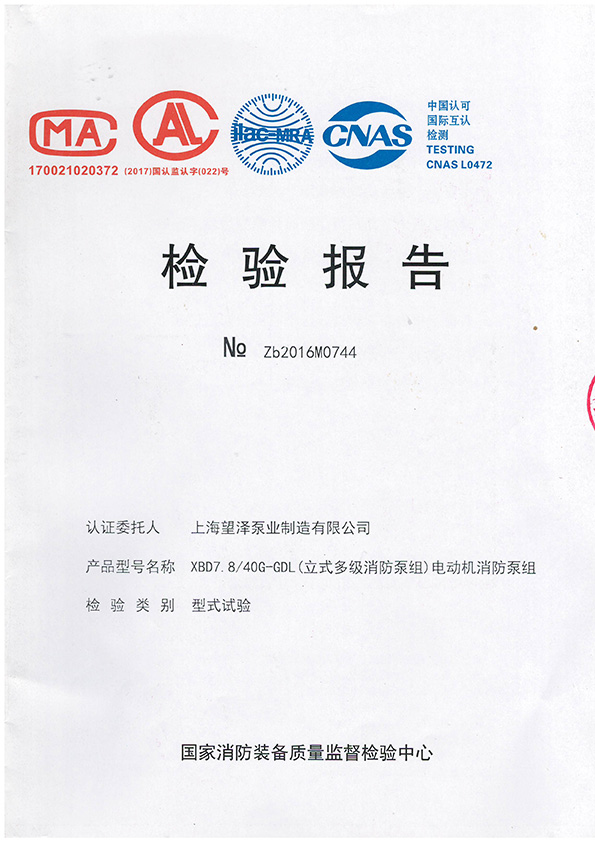 MA
170021020372
AL
(2017)国认监认字(022)号
ilac-MRA
CNAS
中国认可
国际互认
检测
TESTING
CNAS L0472
检验报告
№ Zb2016M0744
认证委托人 上海望泽泵业制造有限公司
产品型号名称 XBD7.8/40G-GDL(立式多级消防泵组)电动机消防泵组
检验类别 型式试验
国家消防装备质量监督检验中心